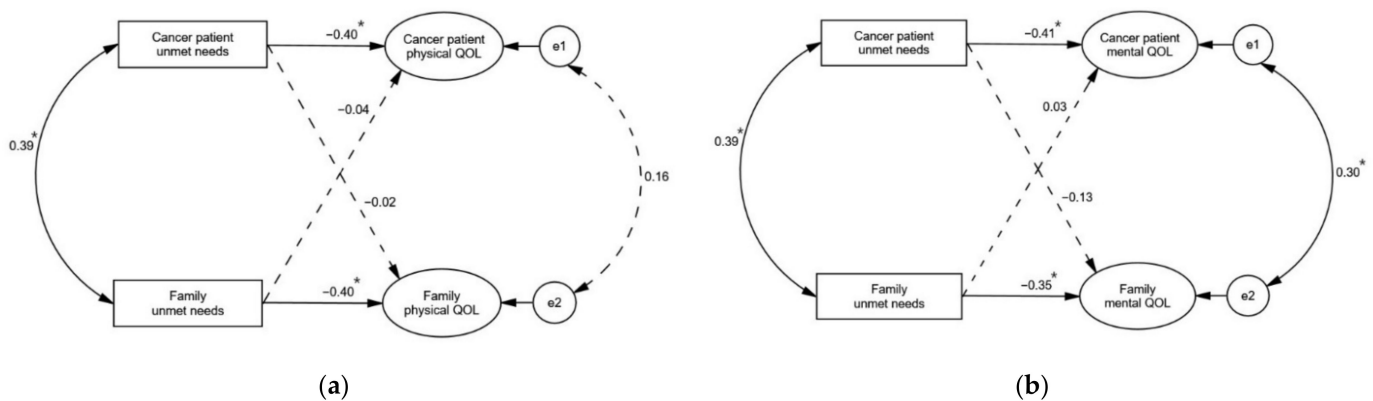 Cancer patient
unmet needs
−0.40*
Cancer patient
physical QOL
e1
−0.04
0.39*
0.16
−0.02
Family
unmet needs
−0.40*
Family
physical QOL
e2
(a)
Cancer patient
unmet needs
−0.41*
Cancer patient
mental QOL
e1
0.03
0.39*
0.30*
−0.13
Family
unmet needs
−0.35*
Family
mental QOL
e2
(b)